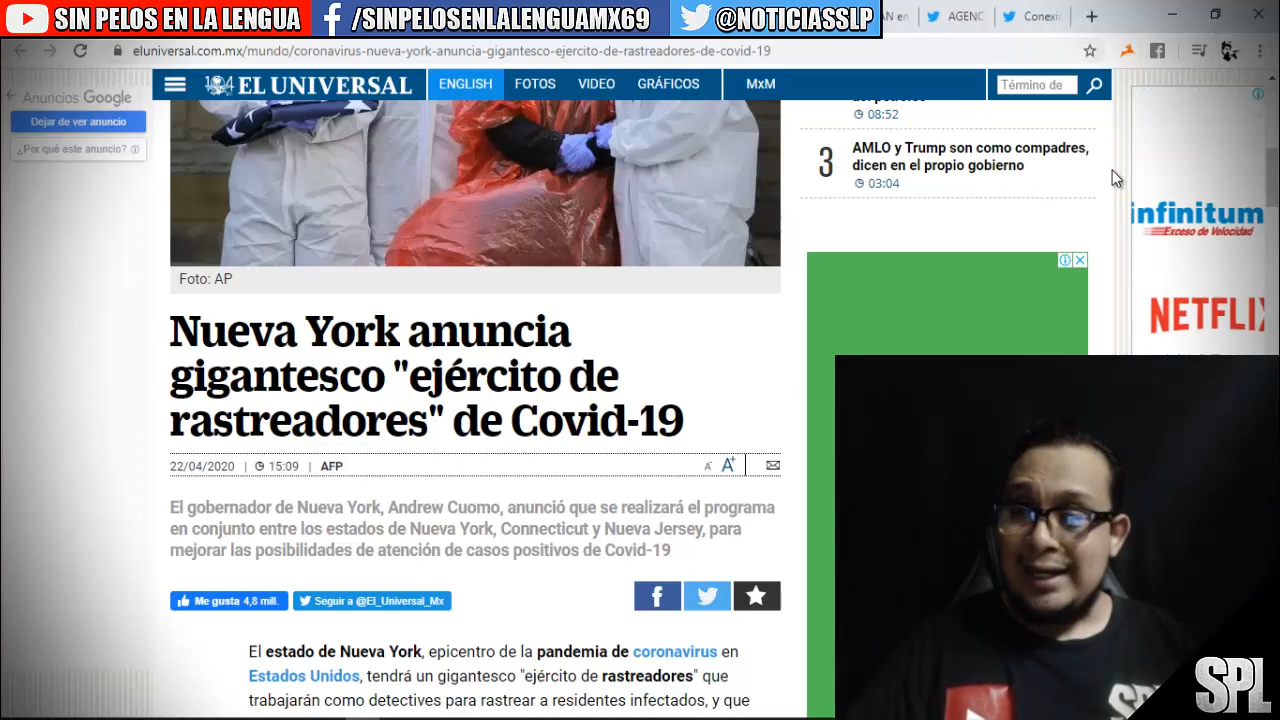 SIN PELOS EN LA LENGUA
/SINPELOSENLALENGUAMX69
@NOTICIASSLP
AN en
AGENC
Conexi
eluniversal.com.mx/mundo/coronavirus-nueva-york-anuncia-gigantesco-ejercito-de-rastreadores-de-covid-19
Anuncios Google
Dejar de ver anuncio
¿Por qué este anuncio?
104 EL UNIVERSAL
ENGLISH
FOTOS
VIDEO
GRÁFICOS
MxM
Término de
08:52
3
AMLO y Trump son como compadres,
dicen en el propio gobierno
03:04
infinitum
Exceso de Velocidad
NETFLIX
Foto: AP
Nueva York anuncia
gigantesco "ejército de
rastreadores" de Covid-19
22/04/2020 | 15:09 | AFP
A- A+
El gobernador de Nueva York, Andrew Cuomo, anunció que se realizará el programa
en conjunto entre los estados de Nueva York, Connecticut y Nueva Jersey, para
mejorar las posibilidades de atención de casos positivos de Covid-19
Me gusta 4,8 mill.
Seguir a @El_Universal_Mx
El estado de Nueva York, epicentro de la pandemia de coronavirus en
Estados Unidos, tendrá un gigantesco "ejército de rastreadores" que
trabajarán como detectives para rastrear a residentes infectados, y que
SPL
SPL